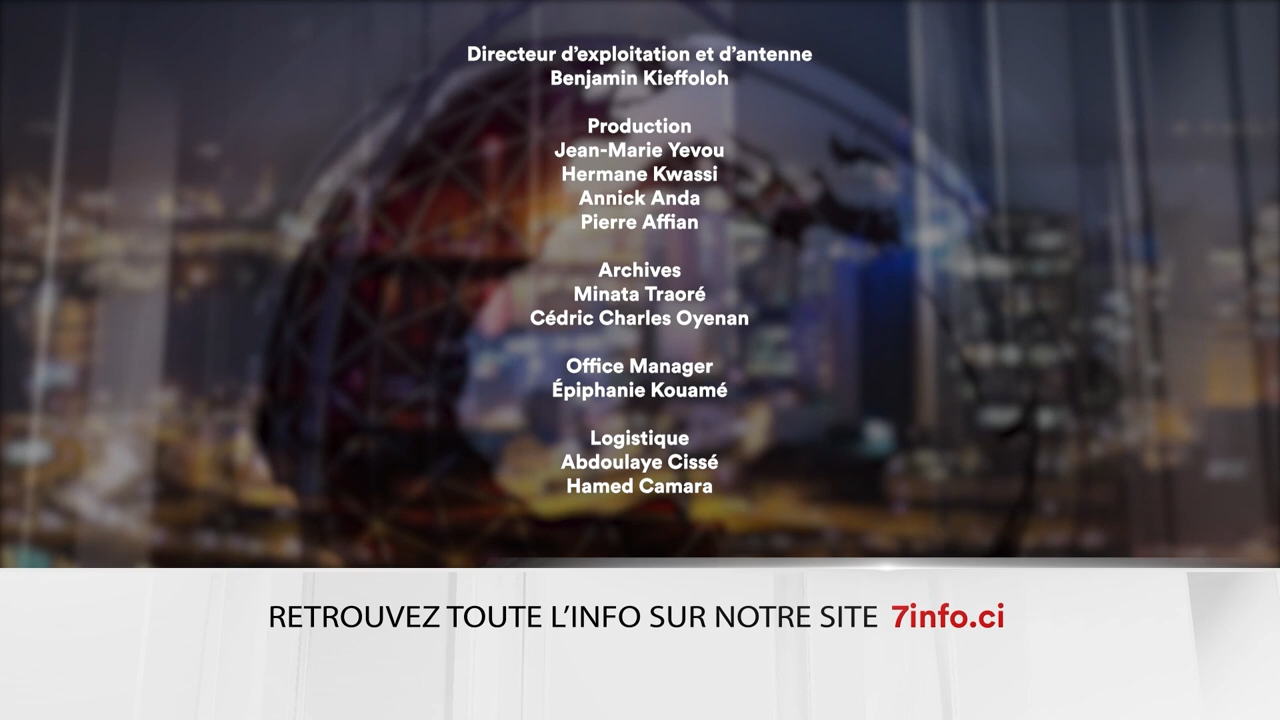 Directeur d’exploitation et d’antenne
Benjamin Kieffoloh
Production
Jean-Marie Yevou
Hermane Kwassi
Annick Anda
Pierre Affian
Archives
Minata Traoré
Cédric Charles Oyenan
Office Manager
Épiphanie Kouamé
Logistique
Abdoulaye Cissé
Hamed Camara
RETROUVEZ TOUTE L’INFO SUR NOTRE SITE 7info.ci